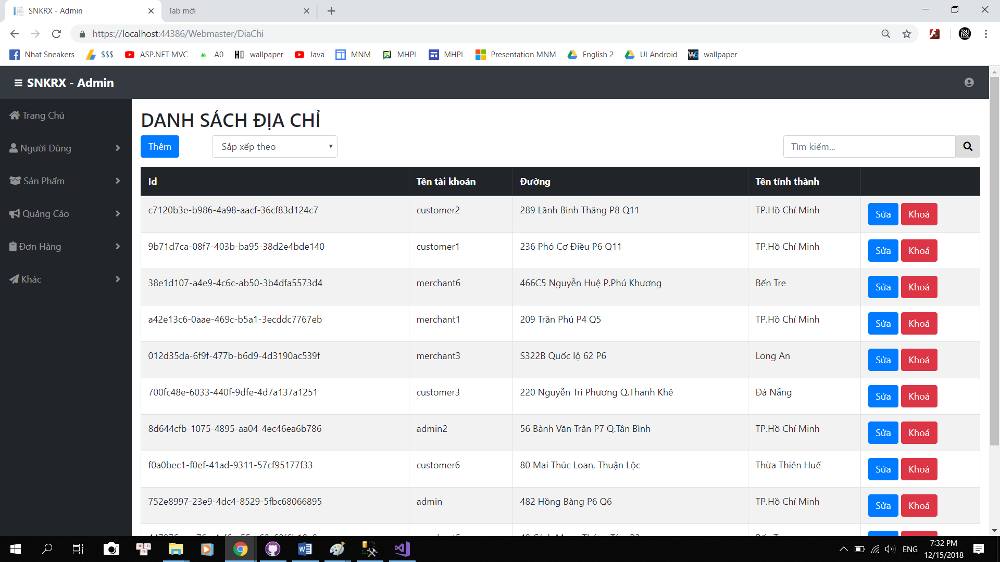 SNKRX - Admin
Tab mới
https://localhost:44386/Webmaster/DiaChi
Nhạt Sneakers $$$ ASP.NET MVC A0 HD wallpaper Java MNM MHPL MHPL Presentation MNM English 2 UI Android wallpaper
SNKRX - Admin
Trang Chủ
Người Dùng
Sản Phẩm
Quảng Cáo
Đơn Hàng
Khác
DANH SÁCH ĐỊA CHỈ
Thêm Sắp xếp theo Tìm kiếm...
Id Tên tài khoản Đường Tên tỉnh thành
c7120b3e-b986-4a98-aacf-36cf83d124c7 customer2 289 Lãnh Binh Thăng P8 Q11 TP.Hồ Chí Minh Sửa Khoá
9b71d7ca-08f7-403b-ba95-38d2e4bde140 customer1 236 Phó Cơ Điều P6 Q11 TP.Hồ Chí Minh Sửa Khoá
38e1d107-a4e9-4c6c-ab50-3b4dfa5573d4 merchant6 466C5 Nguyễn Huệ P.Phú Khương Bến Tre Sửa Khoá
a42e13c6-0aae-469c-b5a1-3ecddc7767eb merchant1 209 Trần Phú P4 Q5 TP.Hồ Chí Minh Sửa Khoá
012d35da-6f9f-477b-b6d9-4d3190ac539f merchant3 S322B Quốc lộ 62 P6 Long An Sửa Khoá
700fc48e-6033-440f-9dfe-4d7a137a1251 customer3 220 Nguyễn Tri Phương Q.Thanh Khê Đà Nẵng Sửa Khoá
8d644cfb-1075-4895-aa04-4ec46ea6b786 admin2 56 Bành Văn Trân P7 Q.Tân Bình TP.Hồ Chí Minh Sửa Khoá
f0a0bec1-f0ef-41ad-9311-57cf95177f33 customer6 80 Mai Thúc Loan, Thuận Lộc Thừa Thiên Huế Sửa Khoá
752e8997-23e9-4dc4-8529-5fbc68066895 admin 482 Hồng Bàng P6 Q6 TP.Hồ Chí Minh Sửa Khoá
ENG
7:32 PM
12/15/2018